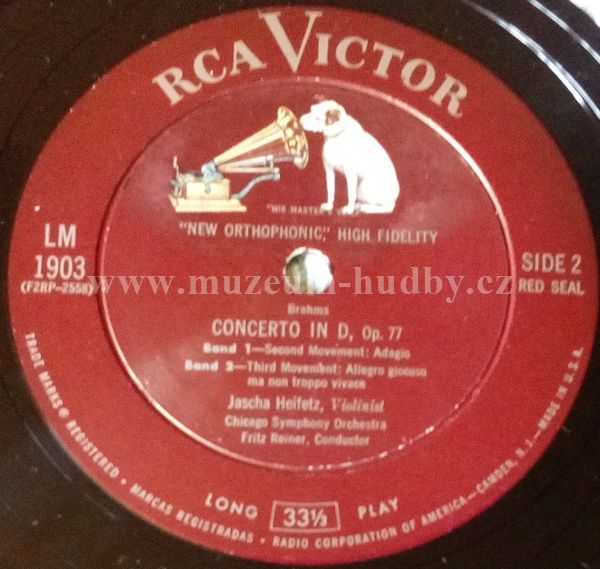 RCA VICTOR
"HIS MASTER'S
"NEW ORTHOPHONIC," HIGH FIDELITY
LM
1903
(F2RP-2558)
SIDE 2
RED SEAL
www.muzeum-hudby.cz
Brahms
CONCERTO IN D, Op. 77
Band 1—Second Movement: Adagio
Band 2—Third Movement: Allegro giocoso
ma non troppo vivace
Jascha Heifetz, Violinist
Chicago Symphony Orchestra
Fritz Reiner, Conductor
LONG 33⅓ PLAY
TRADE MARKS ® REGISTERED • MARCAS REGISTRADAS • RADIO CORPORATION OF AMERICA—CAMDEN, N. J.—MADE IN U.S.A.